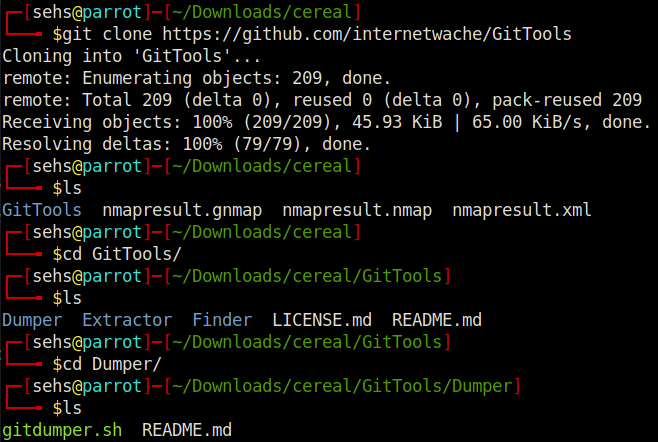 ┌─[sehs@parrot]─[~/Downloads/cereal]
└──╼ $git clone https://github.com/internetwache/GitTools
Cloning into 'GitTools'...
remote: Enumerating objects: 209, done.
remote: Total 209 (delta 0), reused 0 (delta 0), pack-reused 209
Receiving objects: 100% (209/209), 45.93 KiB | 65.00 KiB/s, done.
Resolving deltas: 100% (79/79), done.
┌─[sehs@parrot]─[~/Downloads/cereal]
└──╼ $ls
GitTools  nmapresult.gnmap  nmapresult.nmap  nmapresult.xml
┌─[sehs@parrot]─[~/Downloads/cereal]
└──╼ $cd GitTools/
┌─[sehs@parrot]─[~/Downloads/cereal/GitTools]
└──╼ $ls
Dumper  Extractor  Finder  LICENSE.md  README.md
┌─[sehs@parrot]─[~/Downloads/cereal/GitTools]
└──╼ $cd Dumper/
┌─[sehs@parrot]─[~/Downloads/cereal/GitTools/Dumper]
└──╼ $ls
gitdumper.sh  README.md